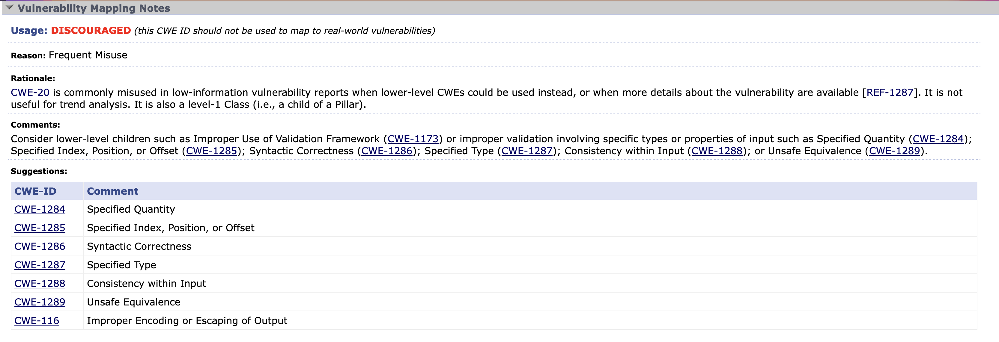 Vulnerability Mapping Notes
Usage: DISCOURAGED (this CWE ID should not be used to map to real-world vulnerabilities)
Reason: Frequent Misuse
Rationale:
CWE-20 is commonly misused in low-information vulnerability reports when lower-level CWEs could be used instead, or when more details about the vulnerability are available [REF-1287]. It is not
useful for trend analysis. It is also a level-1 Class (i.e., a child of a Pillar).
Comments:
Consider lower-level children such as Improper Use of Validation Framework (CWE-1173) or improper validation involving specific types or properties of input such as Specified Quantity (CWE-1284);
Specified Index, Position, or Offset (CWE-1285); Syntactic Correctness (CWE-1286); Specified Type (CWE-1287); Consistency within Input (CWE-1288); or Unsafe Equivalence (CWE-1289).
Suggestions:
CWE-ID Comment
CWE-1284 Specified Quantity
CWE-1285 Specified Index, Position, or Offset
CWE-1286 Syntactic Correctness
CWE-1287 Specified Type
CWE-1288 Consistency within Input
CWE-1289 Unsafe Equivalence
CWE-116 Improper Encoding or Escaping of Output